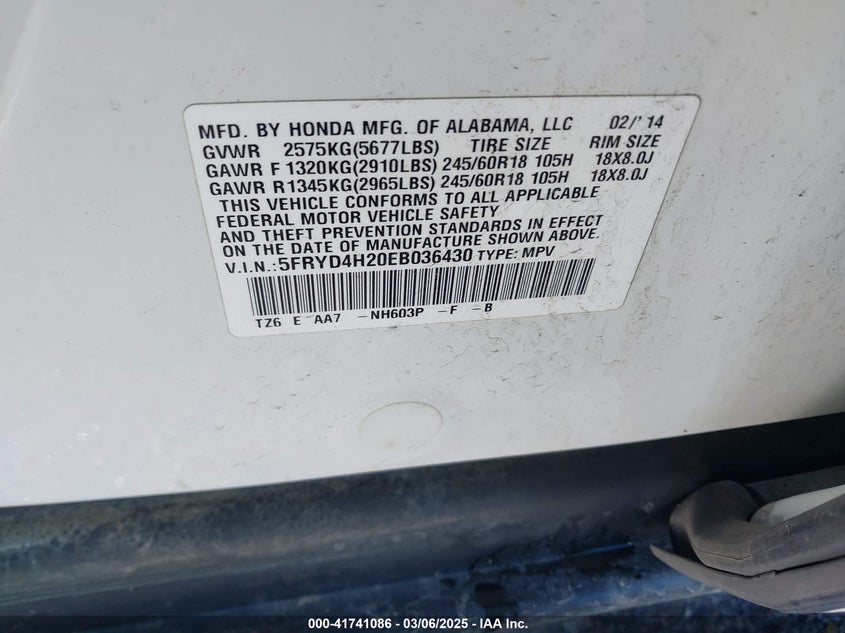 MFD. BY HONDA MFG. OF ALABAMA, LLC 02/'14
GVWR 2575KG(5677LBS) TIRE SIZE RIM SIZE
GAWR F 1320KG(2910LBS) 245/60R18 105H 18X8.0J
GAWR R 1345KG(2965LBS) 245/60R18 105H 18X8.0J
THIS VEHICLE CONFORMS TO ALL APPLICABLE
FEDERAL MOTOR VEHICLE SAFETY
AND THEFT PREVENTION STANDARDS IN EFFECT
ON THE DATE OF MANUFACTURE SHOWN ABOVE.
V.I.N.: 5FRYD4H20EB036430 TYPE: MPV
TZ6 E AA7 -NH603P -F -B
000-41741086 - 03/06/2025 - IAA Inc.